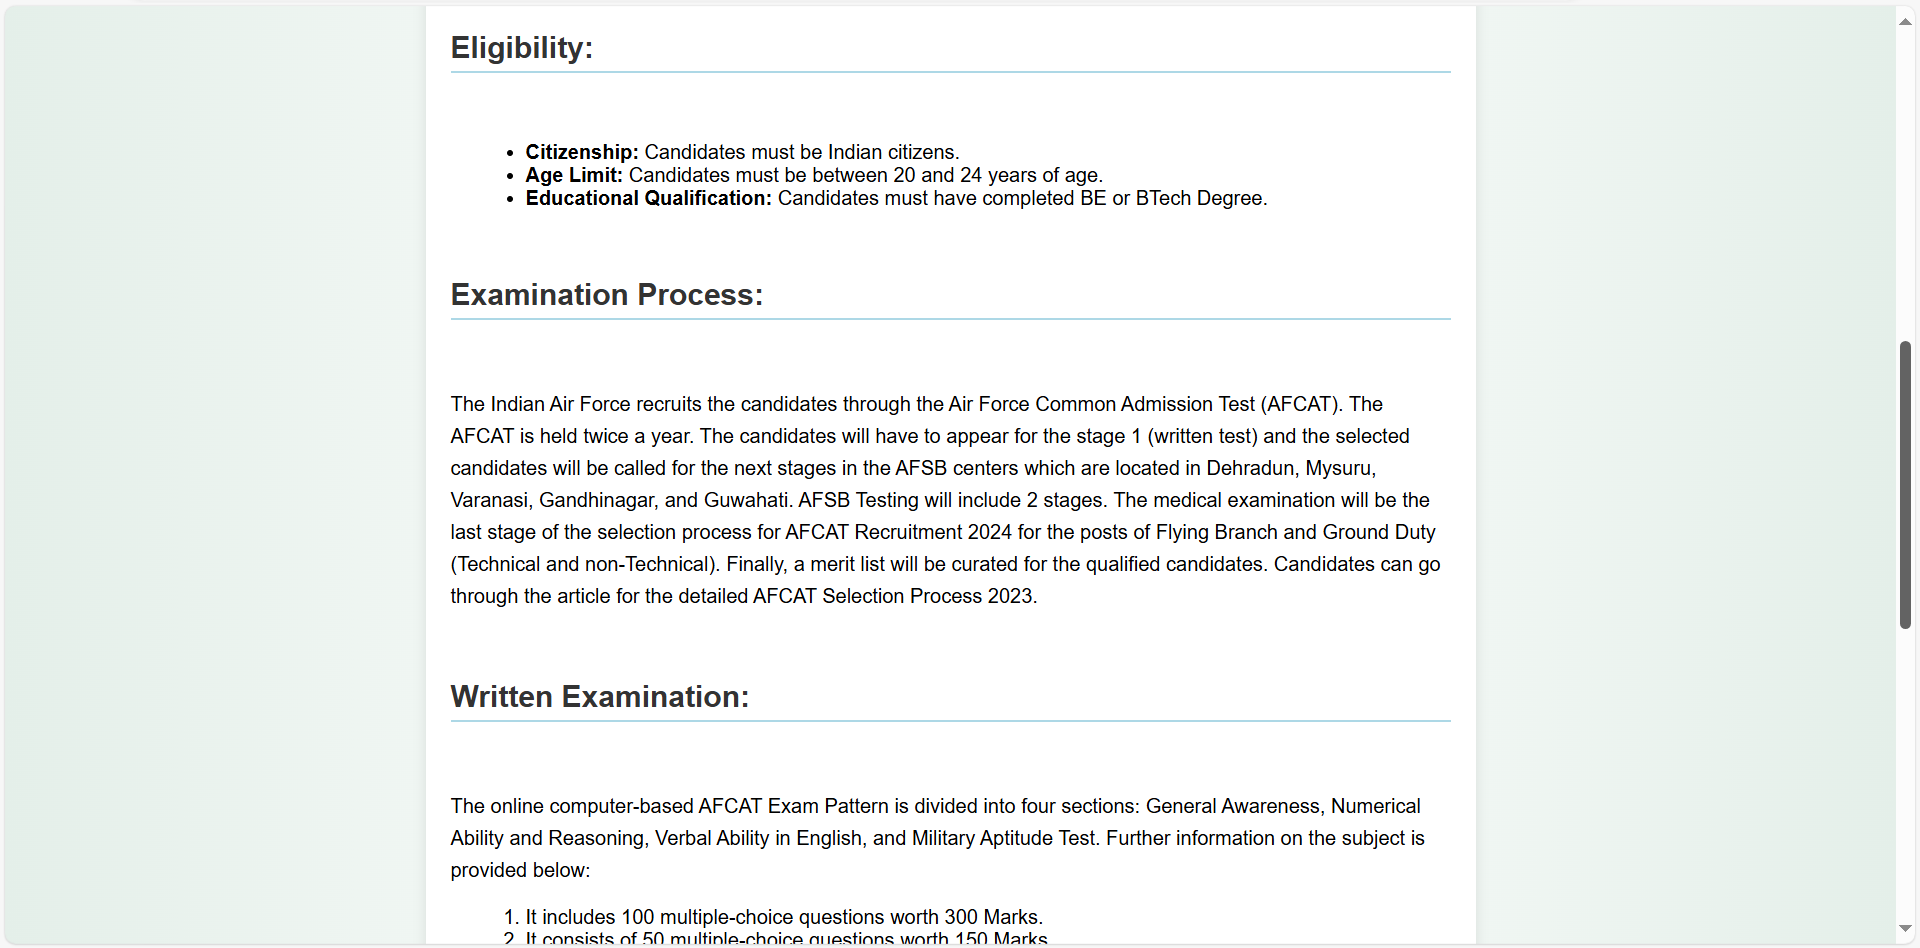 Eligibility:
• Citizenship: Candidates must be Indian citizens.
• Age Limit: Candidates must be between 20 and 24 years of age.
• Educational Qualification: Candidates must have completed BE or BTech Degree.
Examination Process:
The Indian Air Force recruits the candidates through the Air Force Common Admission Test (AFCAT). The
AFCAT is held twice a year. The candidates will have to appear for the stage 1 (written test) and the selected
candidates will be called for the next stages in the AFSB centers which are located in Dehradun, Mysuru,
Varanasi, Gandhinagar, and Guwahati. AFSB Testing will include 2 stages. The medical examination will be the
last stage of the selection process for AFCAT Recruitment 2024 for the posts of Flying Branch and Ground Duty
(Technical and non-Technical). Finally, a merit list will be curated for the qualified candidates. Candidates can go
through the article for the detailed AFCAT Selection Process 2023.
Written Examination:
The online computer-based AFCAT Exam Pattern is divided into four sections: General Awareness, Numerical
Ability and Reasoning, Verbal Ability in English, and Military Aptitude Test. Further information on the subject is
provided below:
1. It includes 100 multiple-choice questions worth 300 Marks.
2. It consists of 50 multiple-choice questions worth 150 Marks.